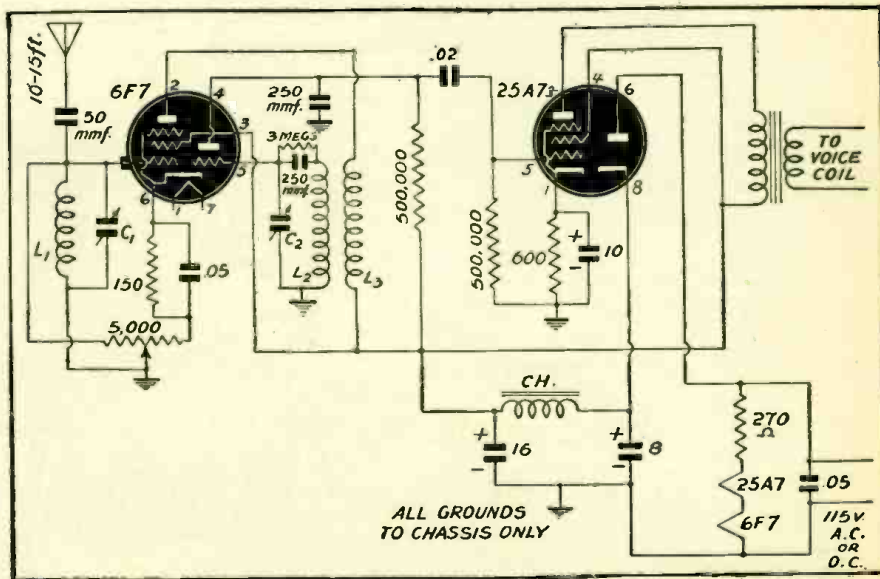 10-15ft.
50
mmf.
L1
C1
6F7
2
4
3
5
6
1
7
150
.05
5,000
250
mmf.
3 MEGS
250
mmf.
C2
L2
L3
500,000
.02
500,000
25A7
3
4
6
5
1
8
600
+
10
-
TO
VOICE
COIL
CH.
+
16
-
+
8
-
ALL GROUNDS
TO CHASSIS ONLY
270
Ω
25A7
6F7
.05
115v.
A.C.
OR
D.C.